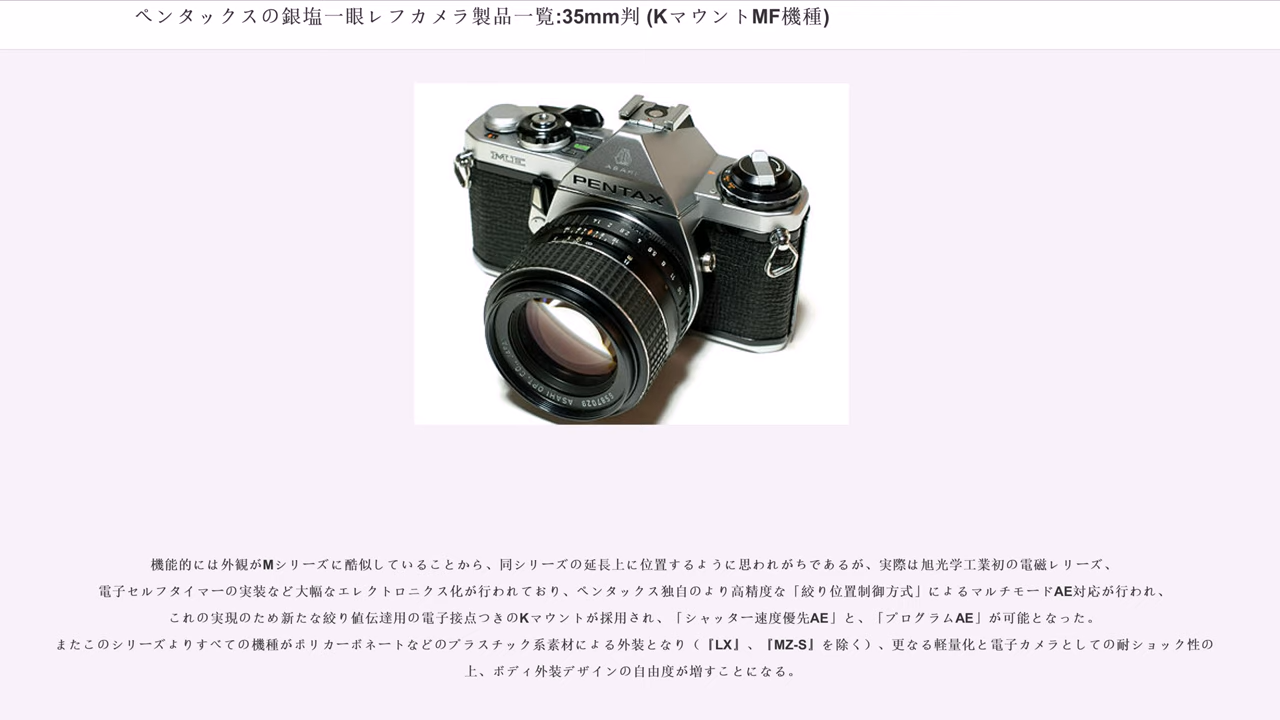 ペンタックスの銀塩一眼レフカメラ製品一覧:35mm判 (KマウントMF機種)
ME
ASAHI
PENTAX
機能的には外観がMシリーズに酷似していることから、同シリーズの延長上に位置するように思われがちであるが、実際は旭光学工業初の電磁レリーズ、
電子セルフタイマーの実装など大幅なエレクトロニクス化が行われており、ペンタックス独自のより高精度な「絞り位置制御方式」によるマルチモードAE対応が行われ、
これの実現のため新たな絞り値伝達用の電子接点つきのKマウントが採用され、「シャッター速度優先AE」と、「プログラムAE」が可能となった。
またこのシリーズよりすべての機種がポリカーボネートなどのプラスチック系素材による外装となり（『LX』、『MZ-S』を除く）、更なる軽量化と電子カメラとしての耐ショック性の
上、ボディ外装デザインの自由度が増すことになる。